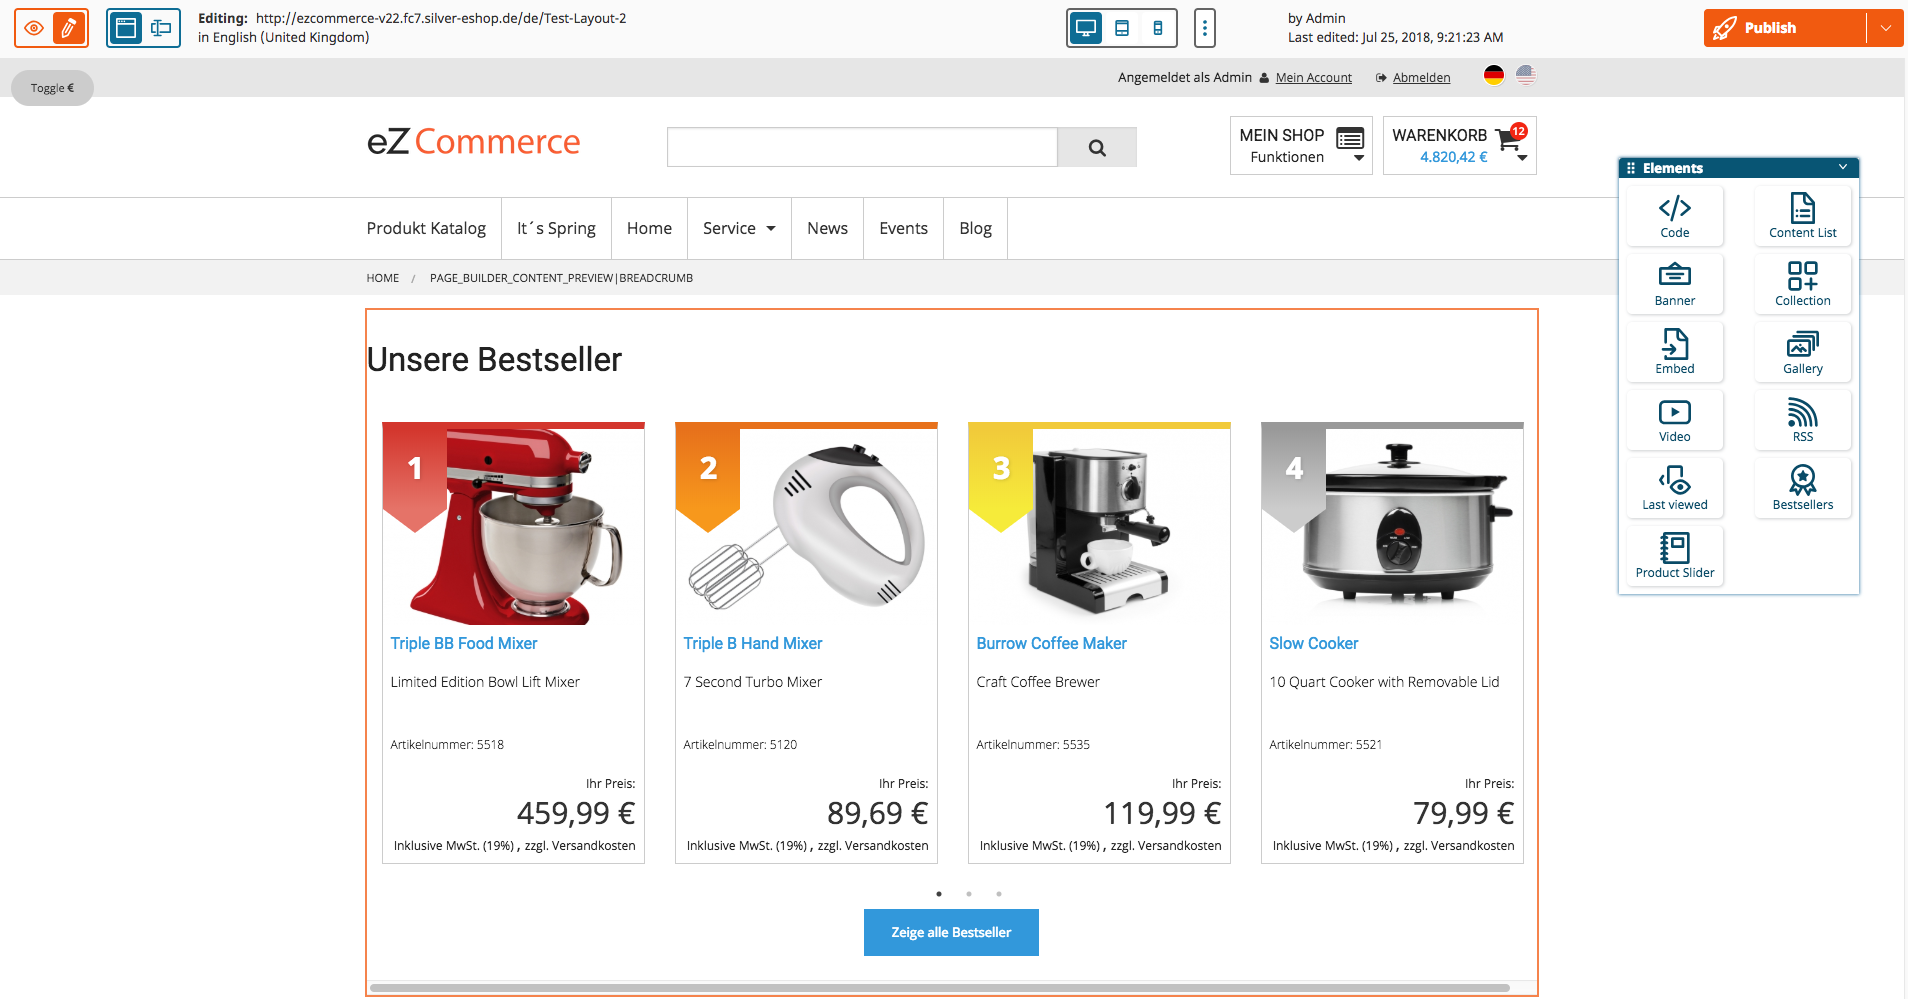 Editing: http://ezcommerce-v22.fc7.silver-eshop.de/de/Test-Layout-2
in English (United Kingdom)
by Admin
Last edited: Jul 25, 2018, 9:21:23 AM
Publish
Toggle €
Angemeldet als Admin Mein Account Abmelden
eZ Commerce
MEIN SHOP
Funktionen
WARENKORB 12
4.820,42 €
Produkt Katalog It´s Spring Home Service News Events Blog
HOME / PAGE_BUILDER_CONTENT_PREVIEW|BREADCRUMB
Unsere Bestseller
1
Triple BB Food Mixer
Limited Edition Bowl Lift Mixer
Artikelnummer: 5518
Ihr Preis:
459,99 €
Inklusive MwSt. (19%) , zzgl. Versandkosten
2
Triple B Hand Mixer
7 Second Turbo Mixer
Artikelnummer: 5120
Ihr Preis:
89,69 €
Inklusive MwSt. (19%) , zzgl. Versandkosten
3
Burrow Coffee Maker
Craft Coffee Brewer
Artikelnummer: 5535
Ihr Preis:
119,99 €
Inklusive MwSt. (19%) , zzgl. Versandkosten
4
Slow Cooker
10 Quart Cooker with Removable Lid
Artikelnummer: 5521
Ihr Preis:
79,99 €
Inklusive MwSt. (19%) , zzgl. Versandkosten
Zeige alle Bestseller
Elements
Code
Content List
Banner
Collection
Embed
Gallery
Video
RSS
Last viewed
Bestsellers
Product Slider